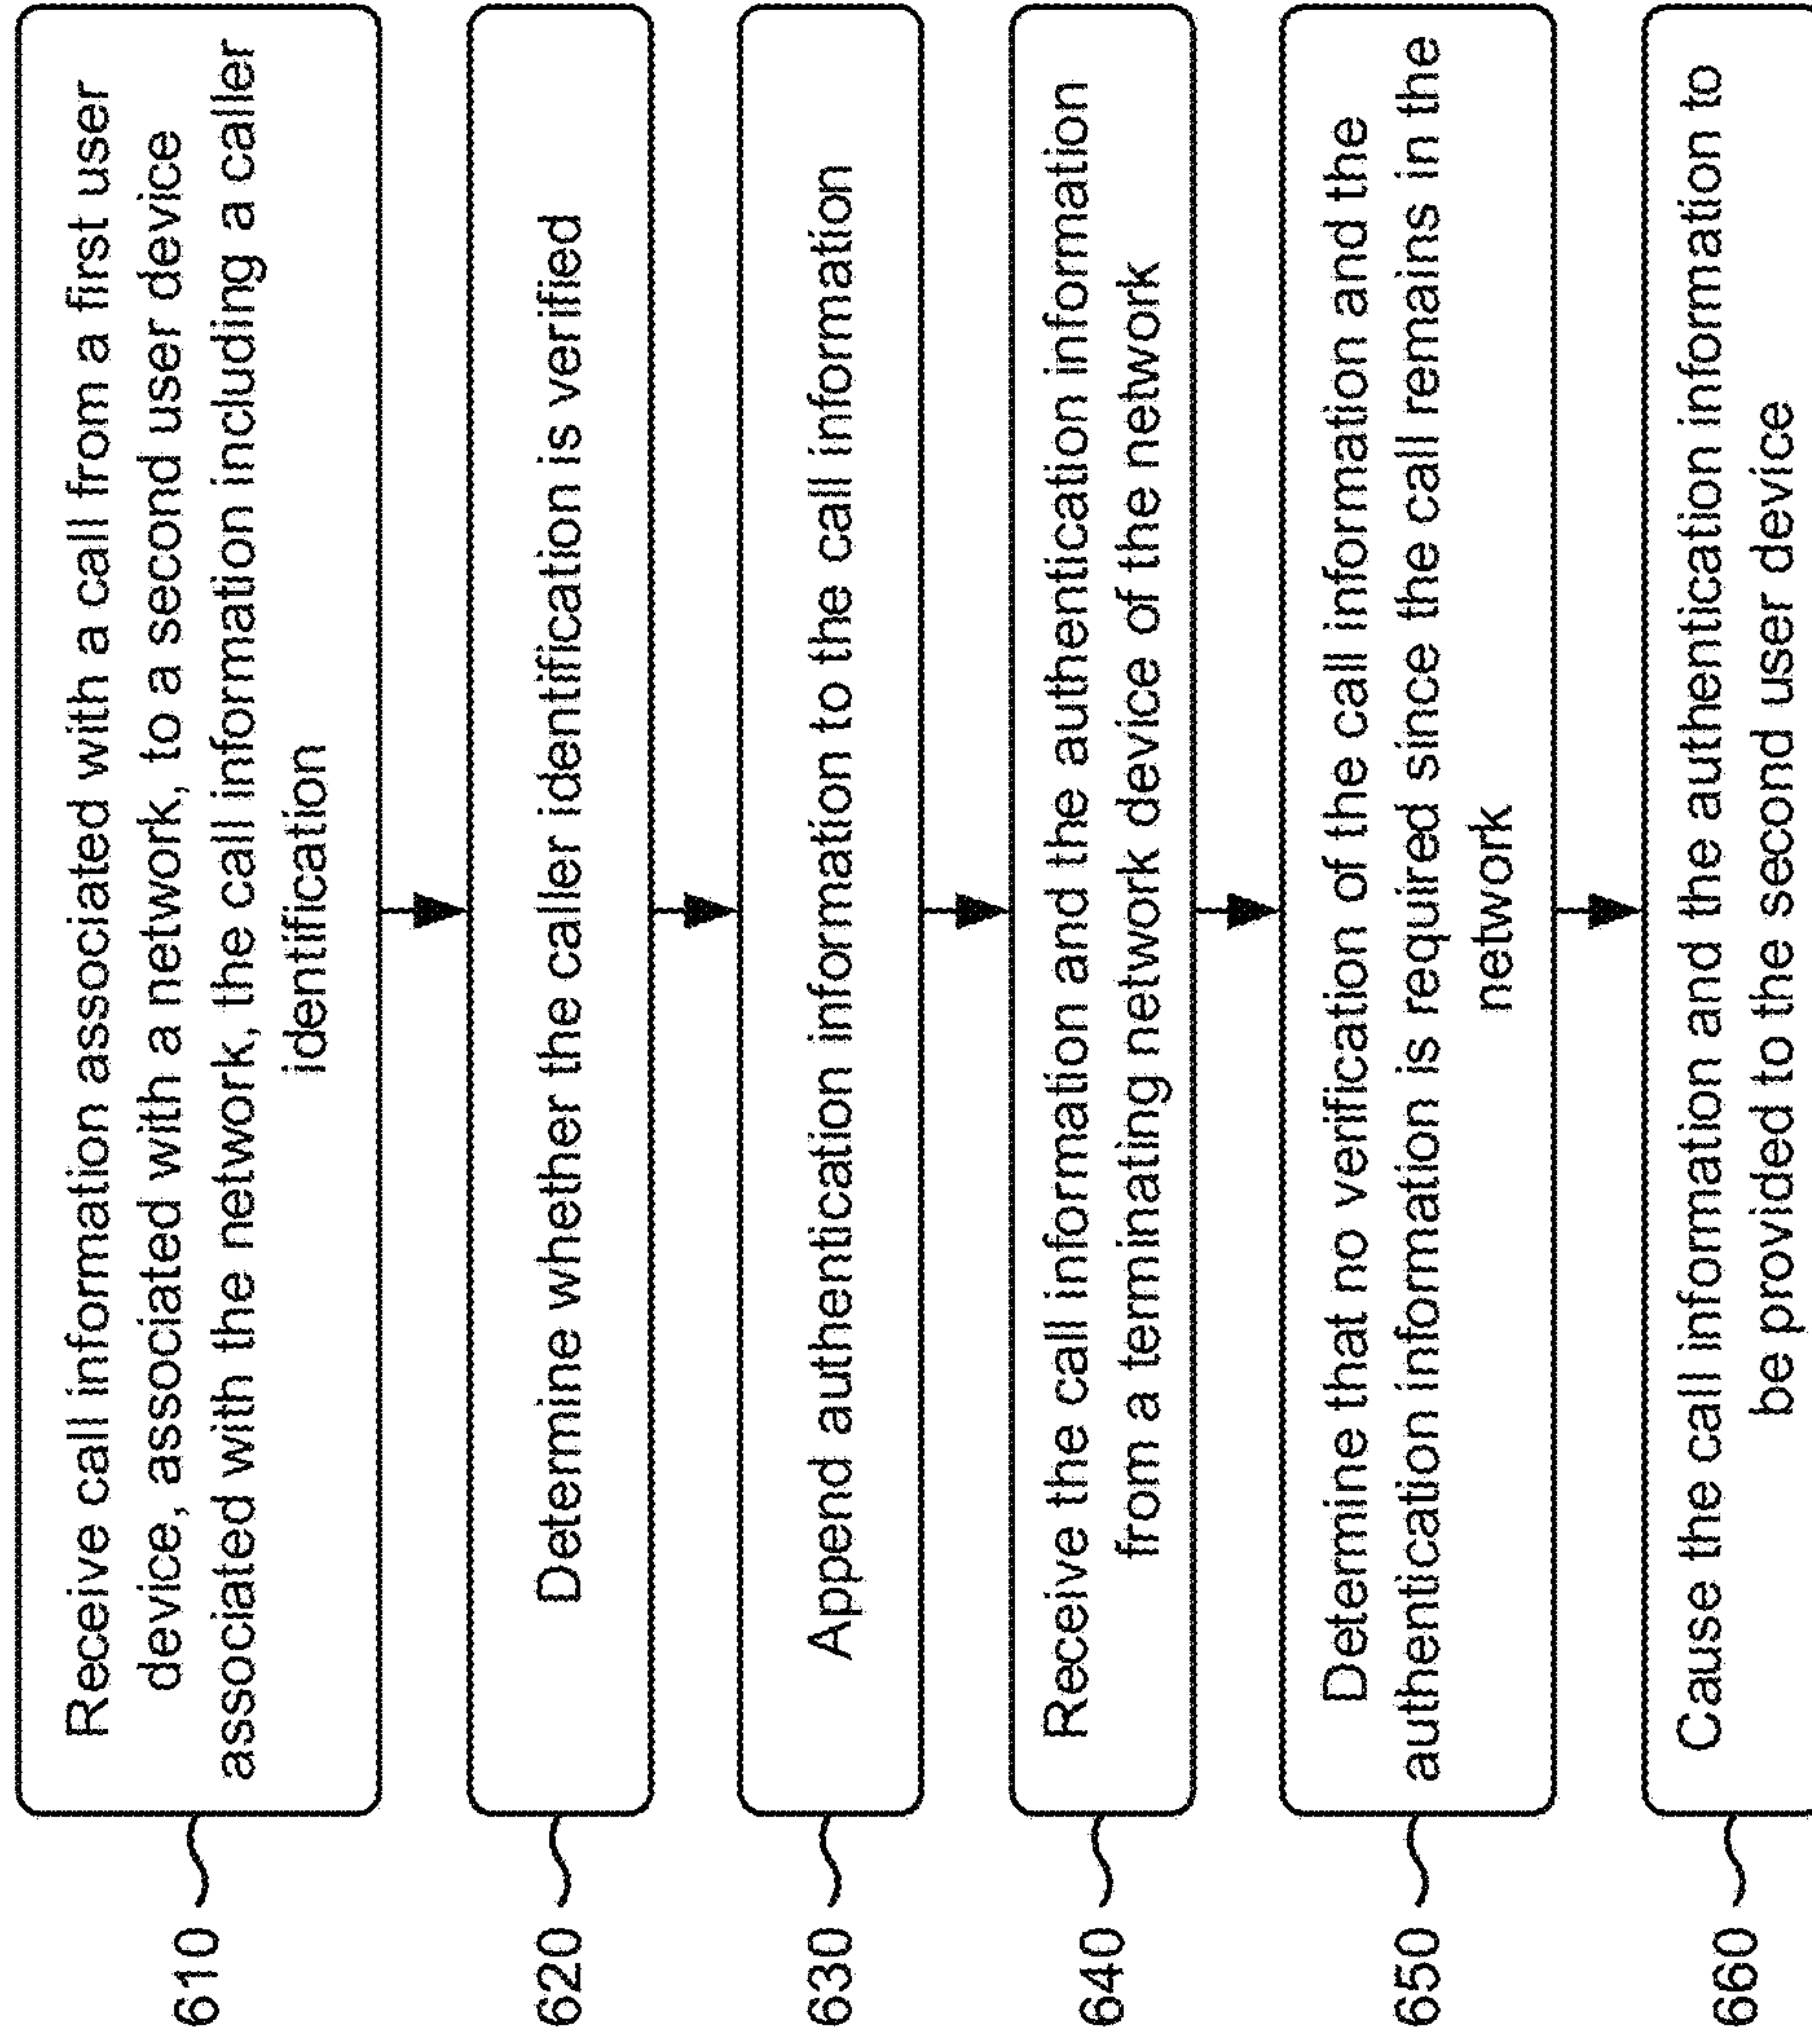 610
Receive call information associated with a call from a first user
device, associated with a network, to a second user device
associated with the network, the call information including a caller
identification
620
Determine whether the caller identification is verified
630
Append authentication information to the call information
640
Receive the call information and the authentication information
from a terminating network device of the network
650
Determine that no verification of the call information and the
authentication information is required since the call remains in the
network
660
Cause the call information and the authentication information to
be provided to the second user device